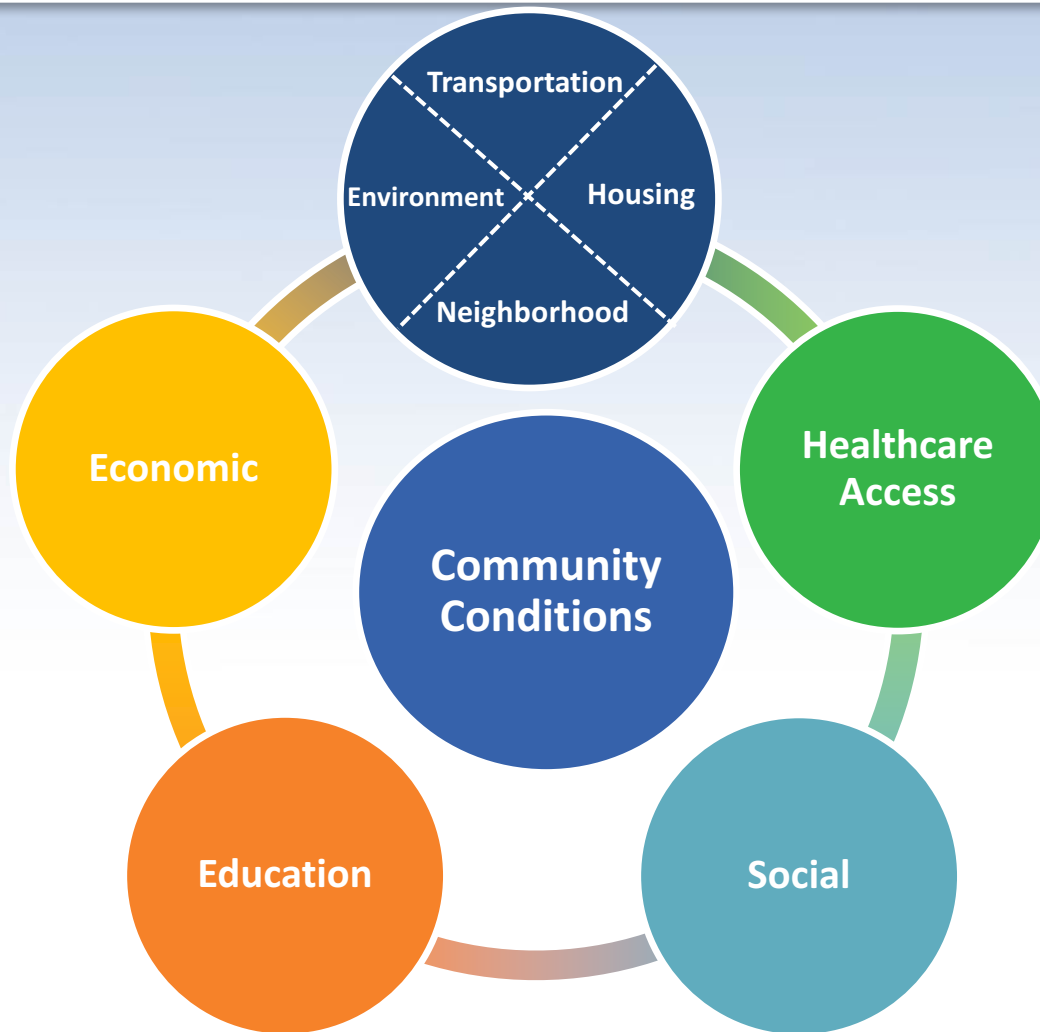 Transportation
Environment
Housing
Neighborhood
Economic
Healthcare
Access
Community
Conditions
Education
Social